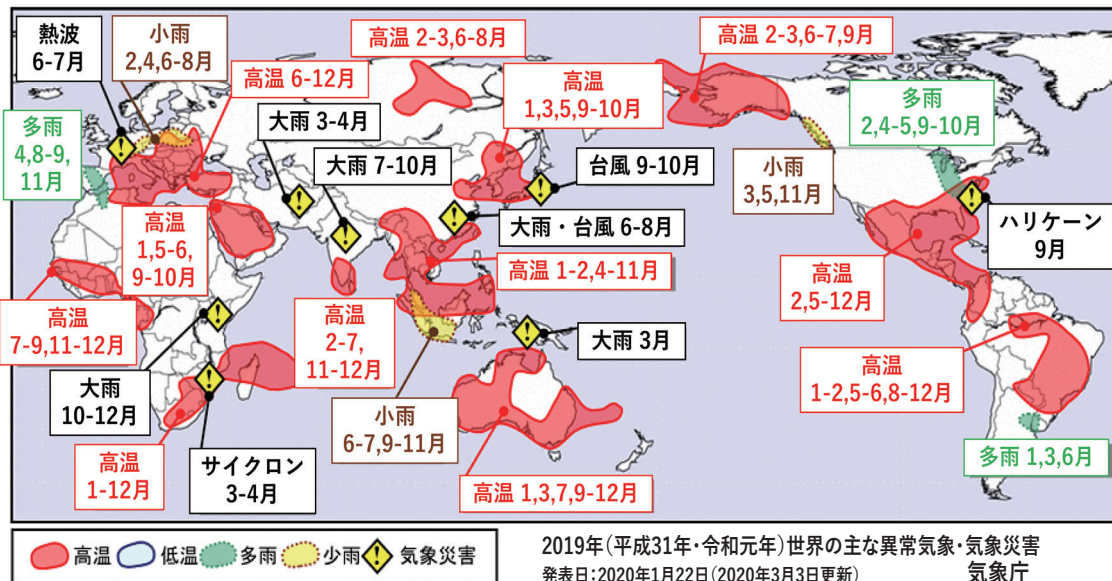 熱波
6-7月
小雨
2,4,6-8月
高温 2-3,6-8月
高温 2-3,6-7,9月
高温 6-12月
高温
1,3,5,9-10月
多雨
2,4-5,9-10月
大雨 3-4月
多雨
4,8-9,
11月
大雨 7-10月
台風 9-10月
小雨
3,5,11月
大雨・台風 6-8月
ハリケーン
9月
高温
1,5-6,
9-10月
高温 1-2,4-11月
高温
2,5-12月
高温
7-9,11-12月
高温
2-7,
11-12月
大雨 3月
高温
1-2,5-6,8-12月
大雨
10-12月
小雨
6-7,9-11月
サイクロン
3-4月
高温
1-12月
高温 1,3,7,9-12月
多雨 1,3,6月
高温 低温 多雨 少雨 気象災害
2019年(平成31年・令和元年)世界の主な異常気象・気象災害
発表日:2020年1月22日(2020年3月3日更新)
気象庁